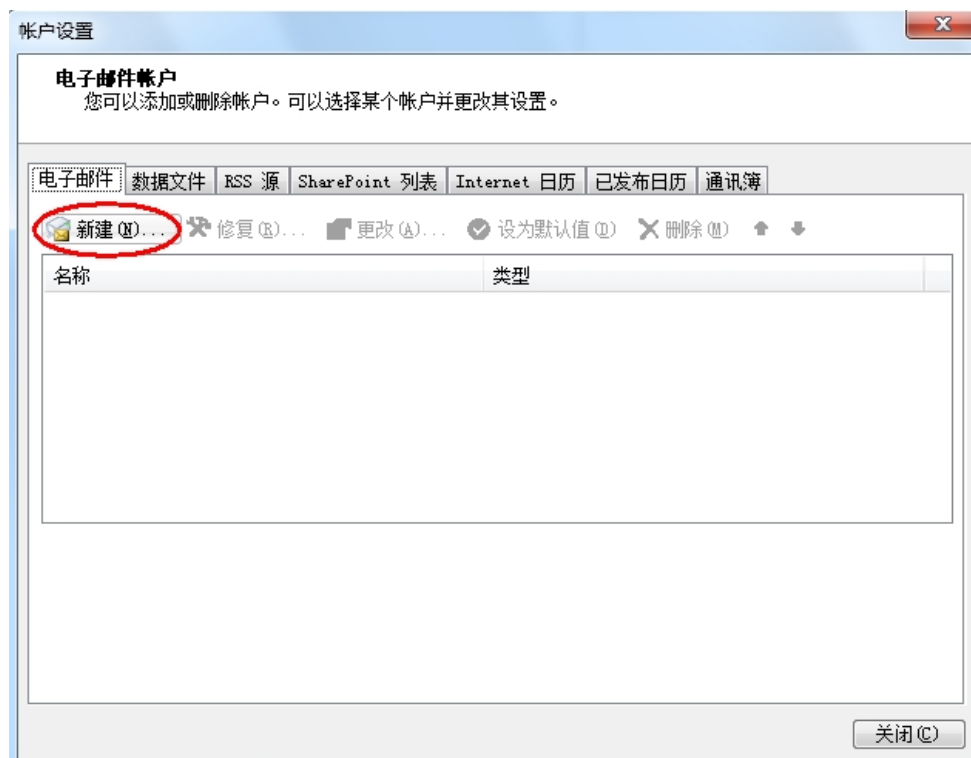 帐户设置
电子邮件帐户
您可以添加或删除帐户。可以选择某个帐户并更改其设置。
电子邮件 数据文件 RSS 源 SharePoint 列表 Internet 日历 已发布日历 通讯簿
新建(N)... 修复(R)... 更改(A)... 设为默认值(D) 删除(M)
名称 类型
关闭(C)